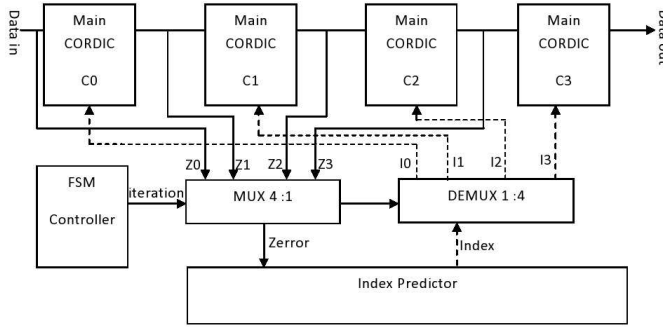 Data in
Main
CORDIC
C0
Main
CORDIC
C1
Main
CORDIC
C2
Main
CORDIC
C3
Data out
Z0
Z1
Z2
Z3
I0
I1
I2
I3
FSM
Controller
iteration
MUX 4 :1
DEMUX 1 :4
Zerror
Index
Index Predictor